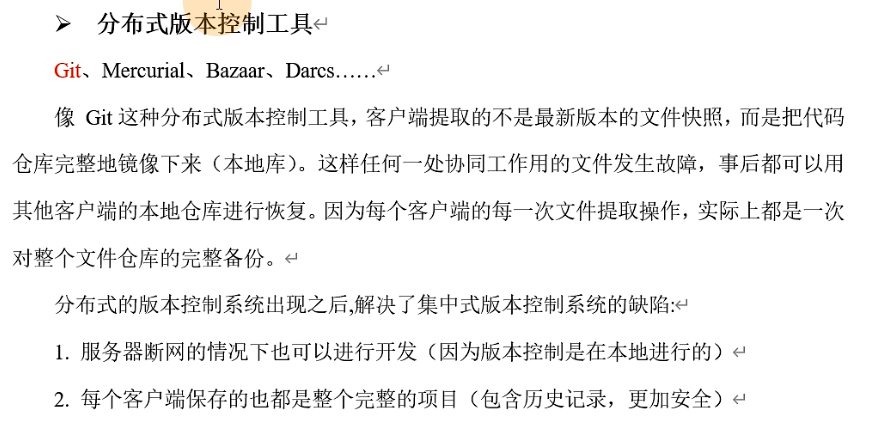 ➢ 分布式版本控制工具↵
Git、Mercurial、Bazaar、Darcs……↵
像 Git 这种分布式版本控制工具，客户端提取的不是最新版本的文件快照，而是把代码
仓库完整地镜像下来（本地库）。这样任何一处协同工作用的文件发生故障，事后都可以用
其他客户端的本地仓库进行恢复。因为每个客户端的每一次文件提取操作，实际上都是一次
对整个文件仓库的完整备份。↵
分布式的版本控制系统出现之后,解决了集中式版本控制系统的缺陷:↵
1. 服务器断网的情况下也可以进行开发（因为版本控制是在本地进行的）↵
2. 每个客户端保存的也都是整个完整的项目（包含历史记录，更加安全）↵